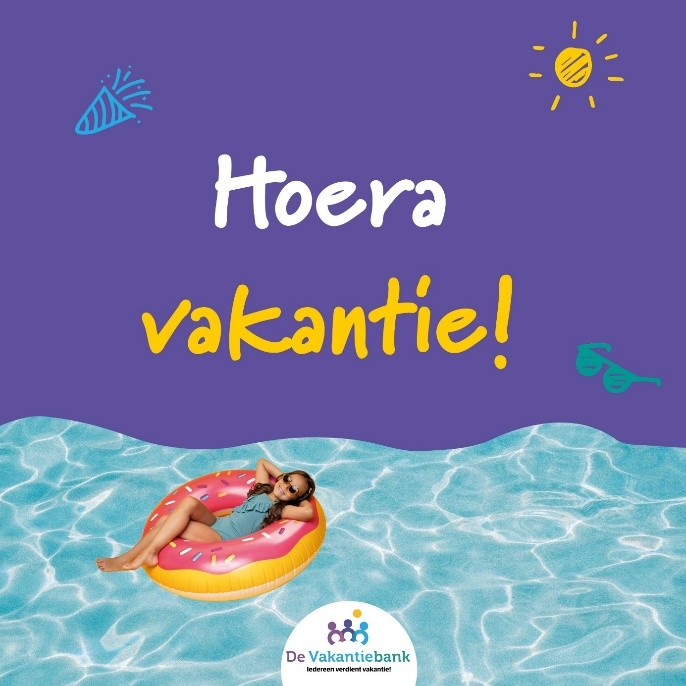 Hoera
vakantie!
De Vakantiebank
Iedereen verdient vakantie!